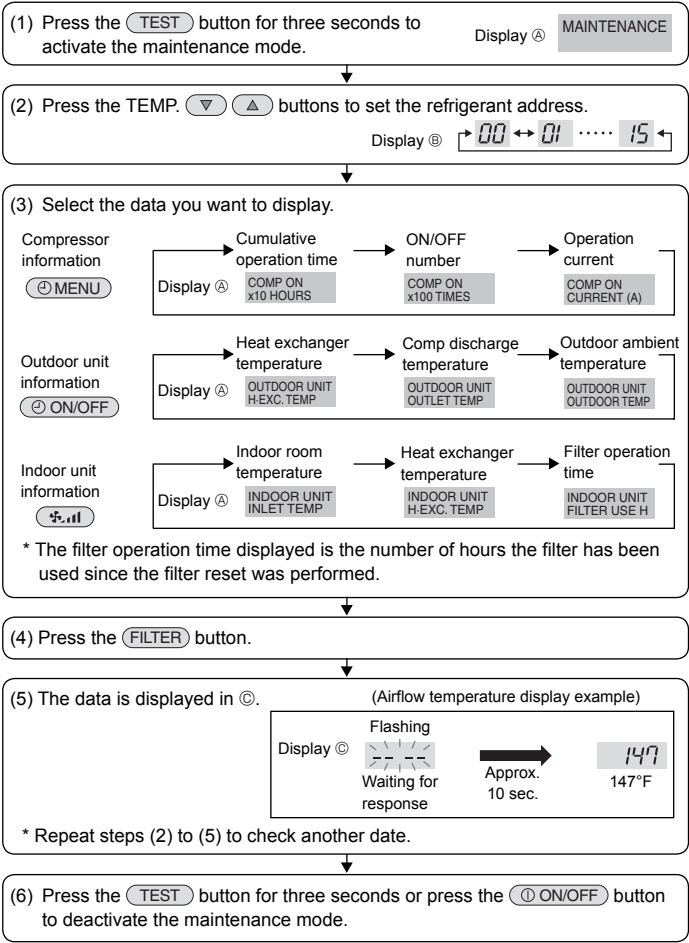 (1) Press the TEST button for three seconds to
activate the maintenance mode.
Display Ⓐ MAINTENANCE
(2) Press the TEMP. ▽ △ buttons to set the refrigerant address.
Display Ⓑ 00 ↔ 01 ····· 15
(3) Select the data you want to display.
Compressor
information
MENU
Display Ⓐ
Cumulative
operation time
COMP ON
x10 HOURS
ON/OFF
number
COMP ON
x100 TIMES
Operation
current
COMP ON
CURRENT (A)
Outdoor unit
information
ON/OFF
Display Ⓐ
Heat exchanger
temperature
OUTDOOR UNIT
H·EXC. TEMP
Comp discharge
temperature
OUTDOOR UNIT
OUTLET TEMP
Outdoor ambient
temperature
OUTDOOR UNIT
OUTDOOR TEMP
Indoor unit
information
Display Ⓐ
Indoor room
temperature
INDOOR UNIT
INLET TEMP
Heat exchanger
temperature
INDOOR UNIT
H·EXC. TEMP
Filter operation
time
INDOOR UNIT
FILTER USE H
* The filter operation time displayed is the number of hours the filter has been
used since the filter reset was performed.
(4) Press the FILTER button.
(5) The data is displayed in Ⓒ.
(Airflow temperature display example)
Display Ⓒ
Flashing
-- --
Waiting for
response
Approx.
10 sec.
147
147°F
* Repeat steps (2) to (5) to check another date.
(6) Press the TEST button for three seconds or press the ON/OFF button
to deactivate the maintenance mode.